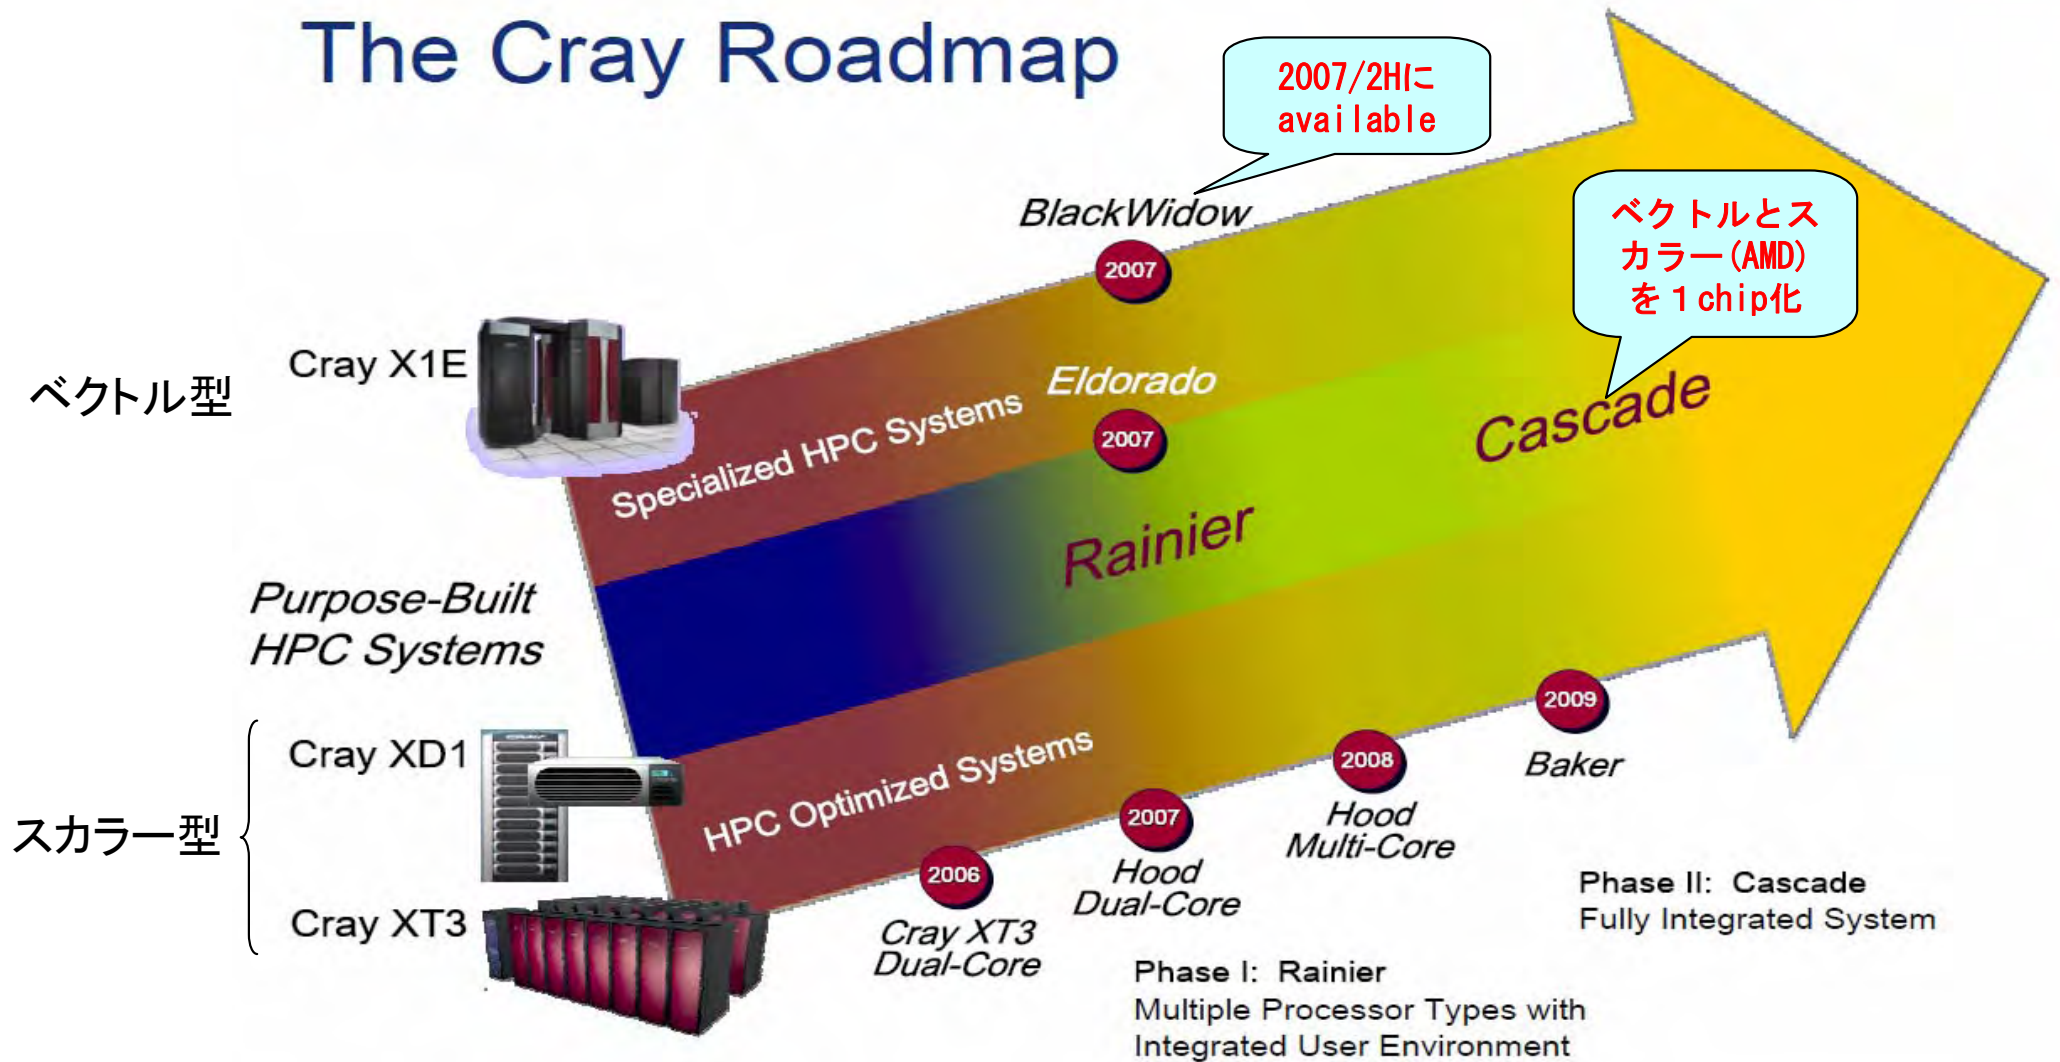 The Cray Roadmap
2007/2Hに
available
BlackWidow
2007
ベクトルとス
カラー(AMD)
を１chip化
ベクトル型
Cray X1E
Specialized HPC Systems
Eldorado
2007
Cascade
Rainier
Purpose-Built
HPC Systems
スカラー型
Cray XD1
Cray XT3
HPC Optimized Systems
2006
Cray XT3
Dual-Core
2007
Hood
Dual-Core
2008
Hood
Multi-Core
2009
Baker
Phase I: Rainier
Multiple Processor Types with
Integrated User Environment
Phase II: Cascade
Fully Integrated System